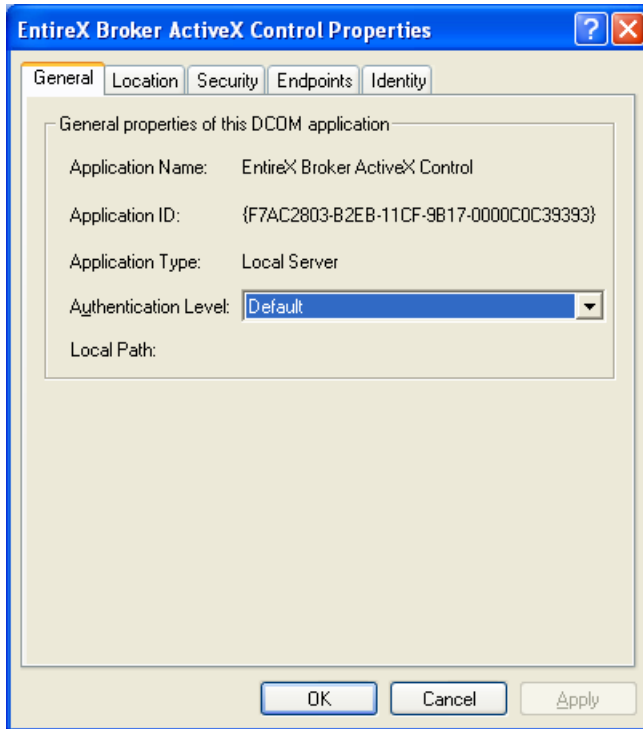 EntireX Broker ActiveX Control Properties
General Location Security Endpoints Identity
General properties of this DCOM application
Application Name: EntireX Broker ActiveX Control
Application ID: {F7AC2803-B2EB-11CF-9B17-0000C0C39393}
Application Type: Local Server
Authentication Level: Default
Local Path:
OK Cancel Apply